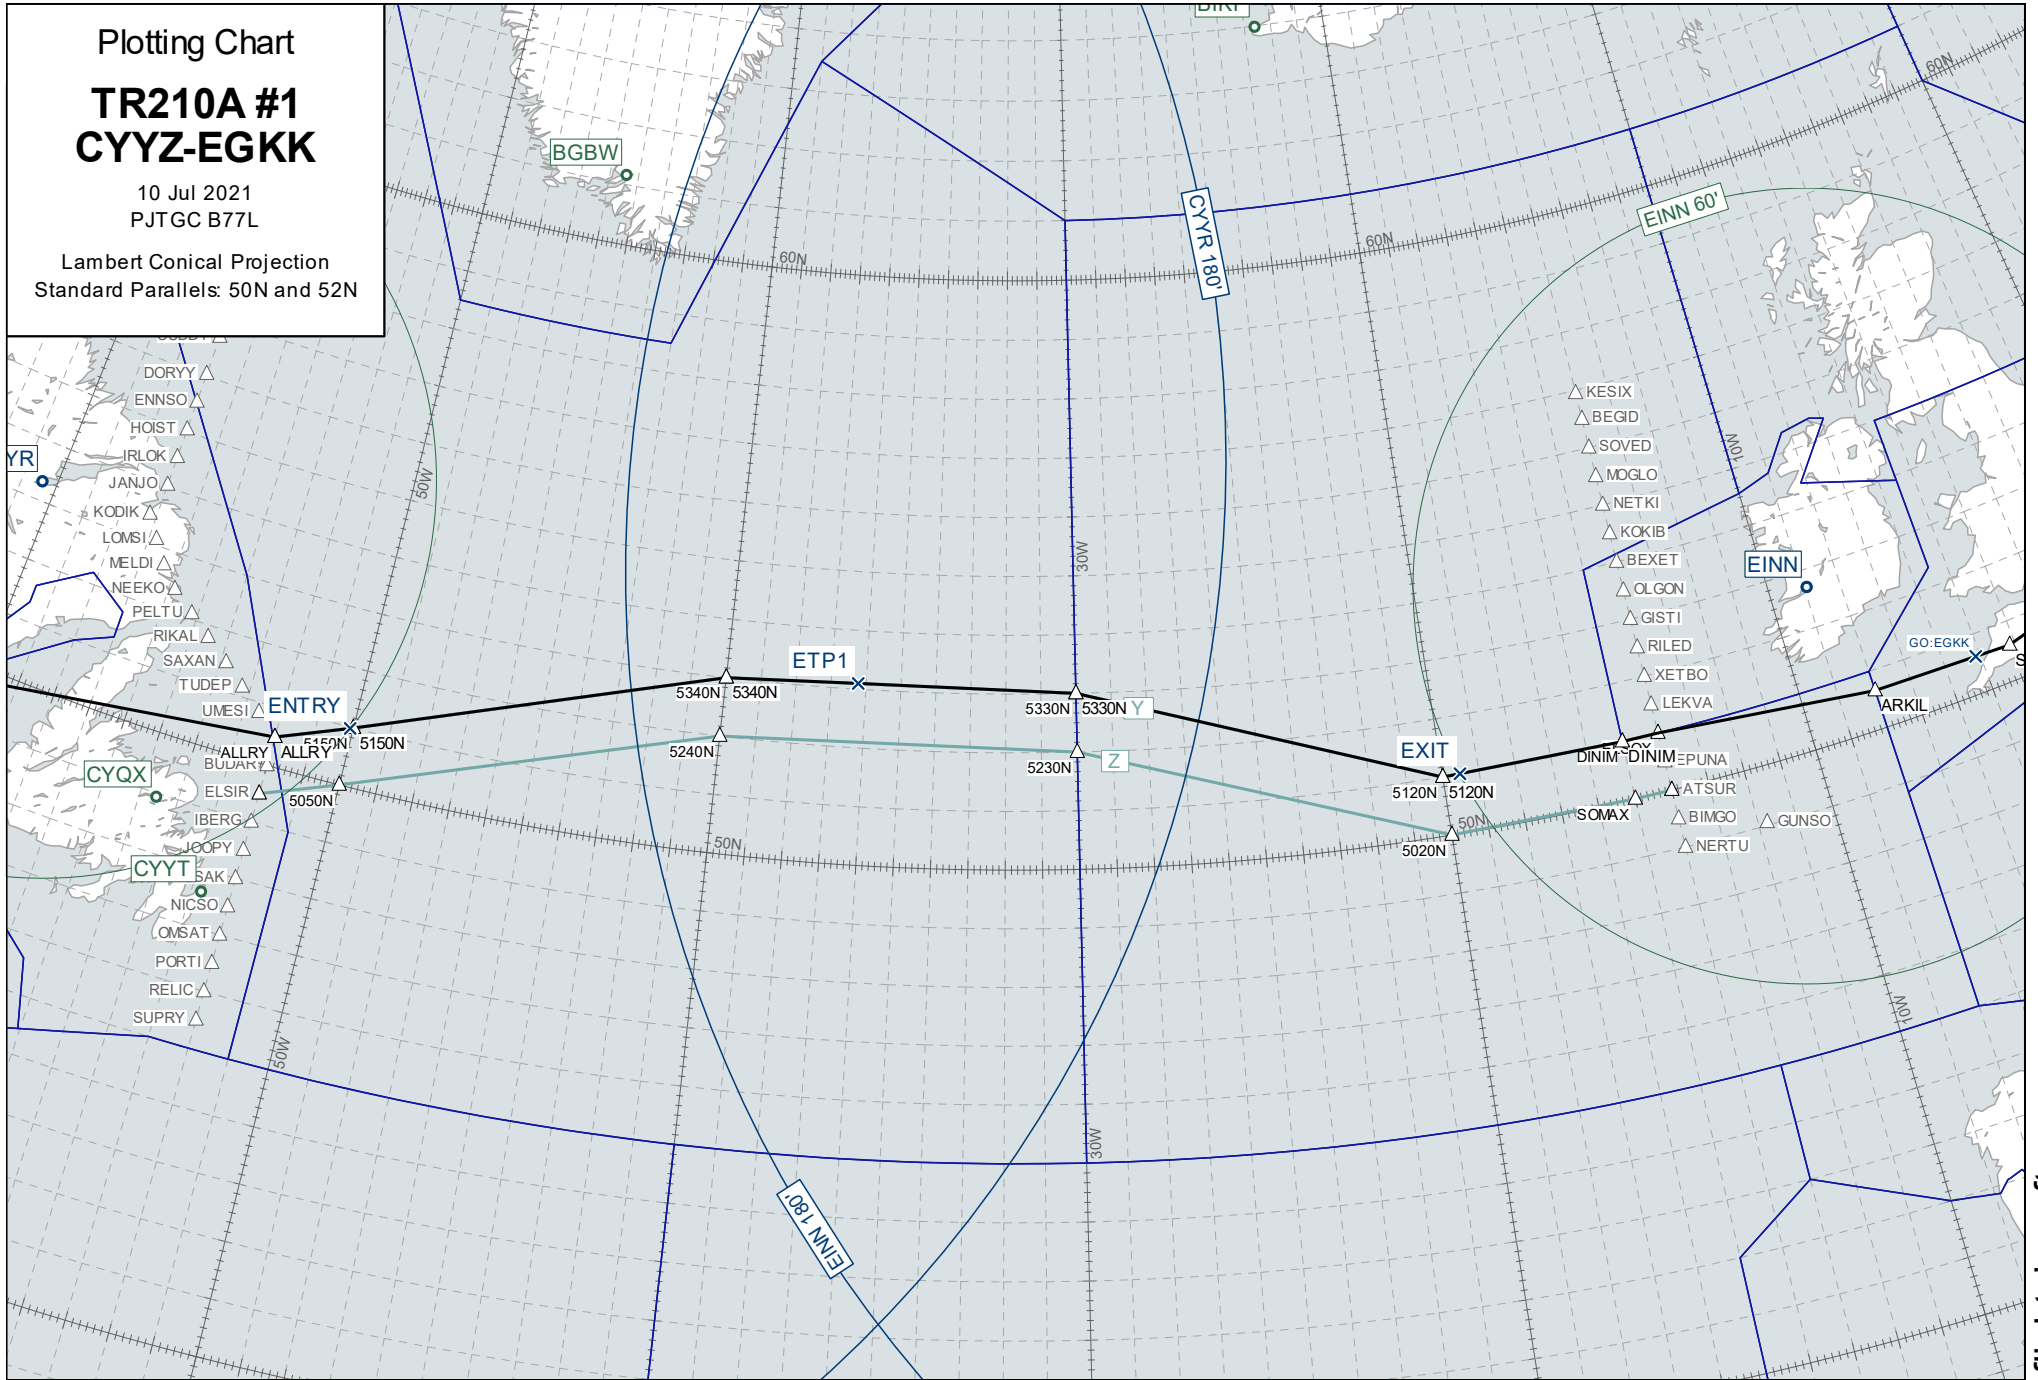 Plotting Chart
TR210A #1
CYYZ-EGKK
10 Jul 2021
PJTGC B77L
Lambert Conical Projection
Standard Parallels: 50N and 52N
BGBW
60N
CYYR 180'
60N
EINN 60'
60N
DORYY
ENNSO
HOIST
IRLOK
YR
JANJO
KODIK
LOMSI
MELDI
NEEKO
PELTU
RIKAL
SAXAN
TUDEP
UMESI
50W
30W
10W
KESIX
BEGID
SOVED
MOGLO
NETKI
KOKIB
BEXET
OLGON
GISTI
RILED
XETBO
LEKVA
EINN
GO:EGKK
S
ARKIL
ENTRY
5150N
5150N
ALLRY
ALLRY
BUDAR
5340N
5340N
ETP1
5330N
5330N
Y
EXIT
5120N
5120N
DINIM
DINIM
EPUNA
CYQX
ELSIR
5050N
5240N
5230N
Z
50N
50N
5020N
SOMAX
ATSUR
BIMGO
GUNSO
NERTU
IBERG
JOOPY
CYYT
SAK
NICSO
OMSAT
PORTI
RELIC
SUPRY
50W
30W
10W
EINN 180'